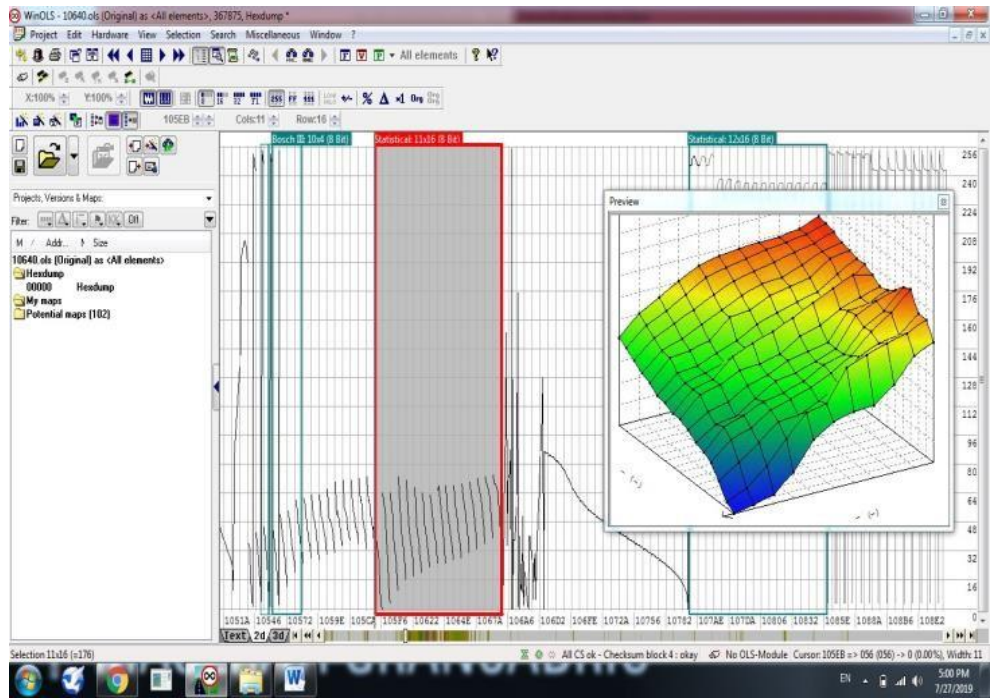 WinOLS - 10640.ols (Original) as <All elements>, 367875, Hexdump *
Project Edit Hardware View Selection Search Miscellaneous Window ?
All elements
X:100% Y:100%
105EB Cols:11 Row:16
Bosch III: 10x4 (8 Bit) Statistical: 11x16 (8 Bit) Statistical: 12x16 (8 Bit)
Projects, Versions & Maps:
Filter: Off
M / Addr... Size
10640.ols (Original) as <All elements>
Hexdump
00000 Hexdump
My maps
Potential maps (102)
Preview
256
240
224
208
192
176
160
144
128
112
96
80
64
48
32
16
0
1051A 10546 10572 1059E 105CA 105F6 10622 1064E 1067A 106A6 106D2 106FE 1072A 10756 10782 107AE 107DA 10806 10832 1085E 1088A 108B6 108E2
Text 2d 3d
Selection 11x16 (=176) All CS ok - Checksum block 4 : okay No OLS-Module Cursor: 105EB => 056 (056) -> 0 (0.00%), Width: 11
EN 5:00 PM
7/27/2019